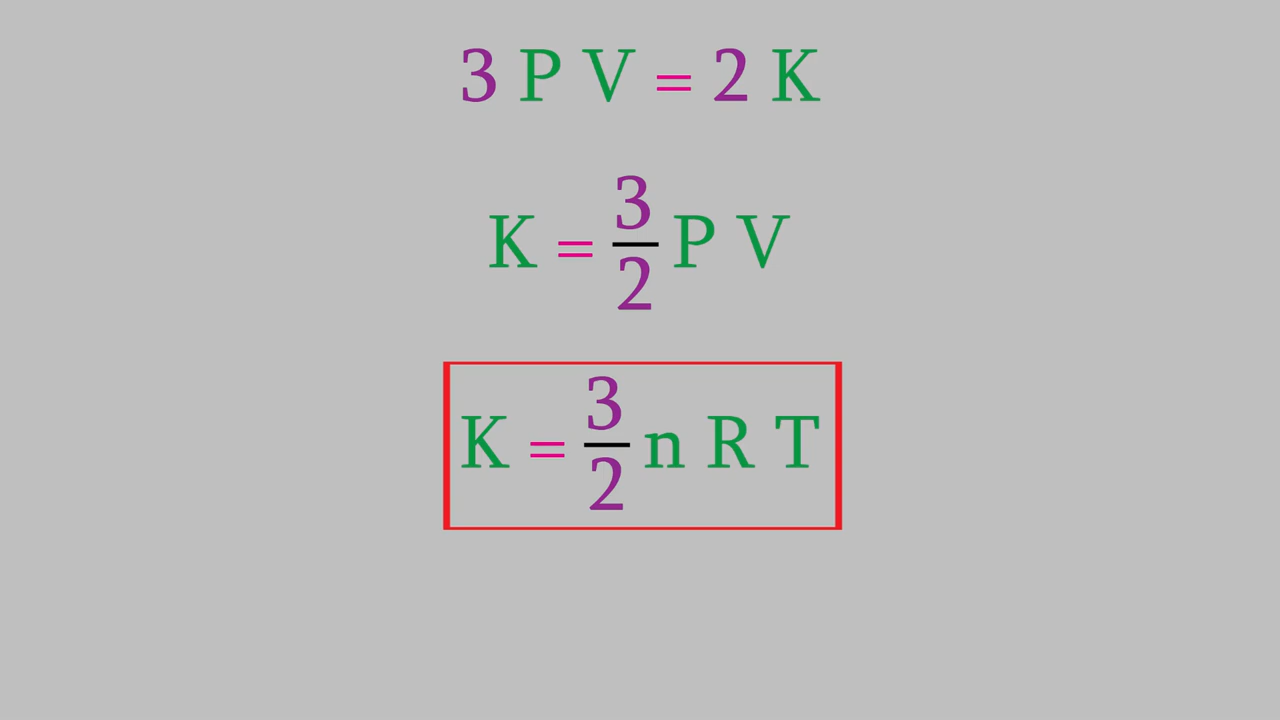 3 P V = 2 K
K = 3/2 P V
K = 3/2 n R T